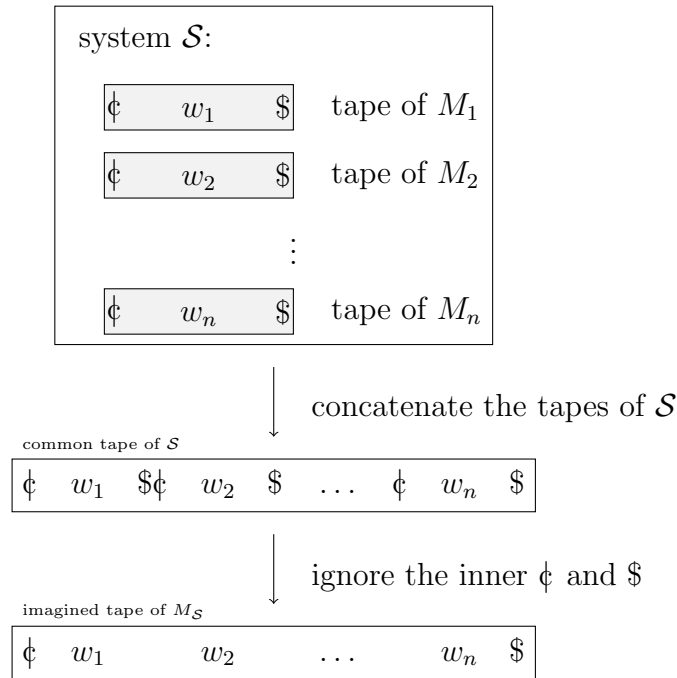 system 𝒮:
¢ w₁ $ tape of M₁
¢ w₂ $ tape of M₂
⋮
¢ wₙ $ tape of Mₙ
concatenate the tapes of 𝒮
common tape of 𝒮
¢ w₁ $¢ w₂ $ … ¢ wₙ $
ignore the inner ¢ and $
imagined tape of M_𝒮
¢ w₁ w₂ … wₙ $